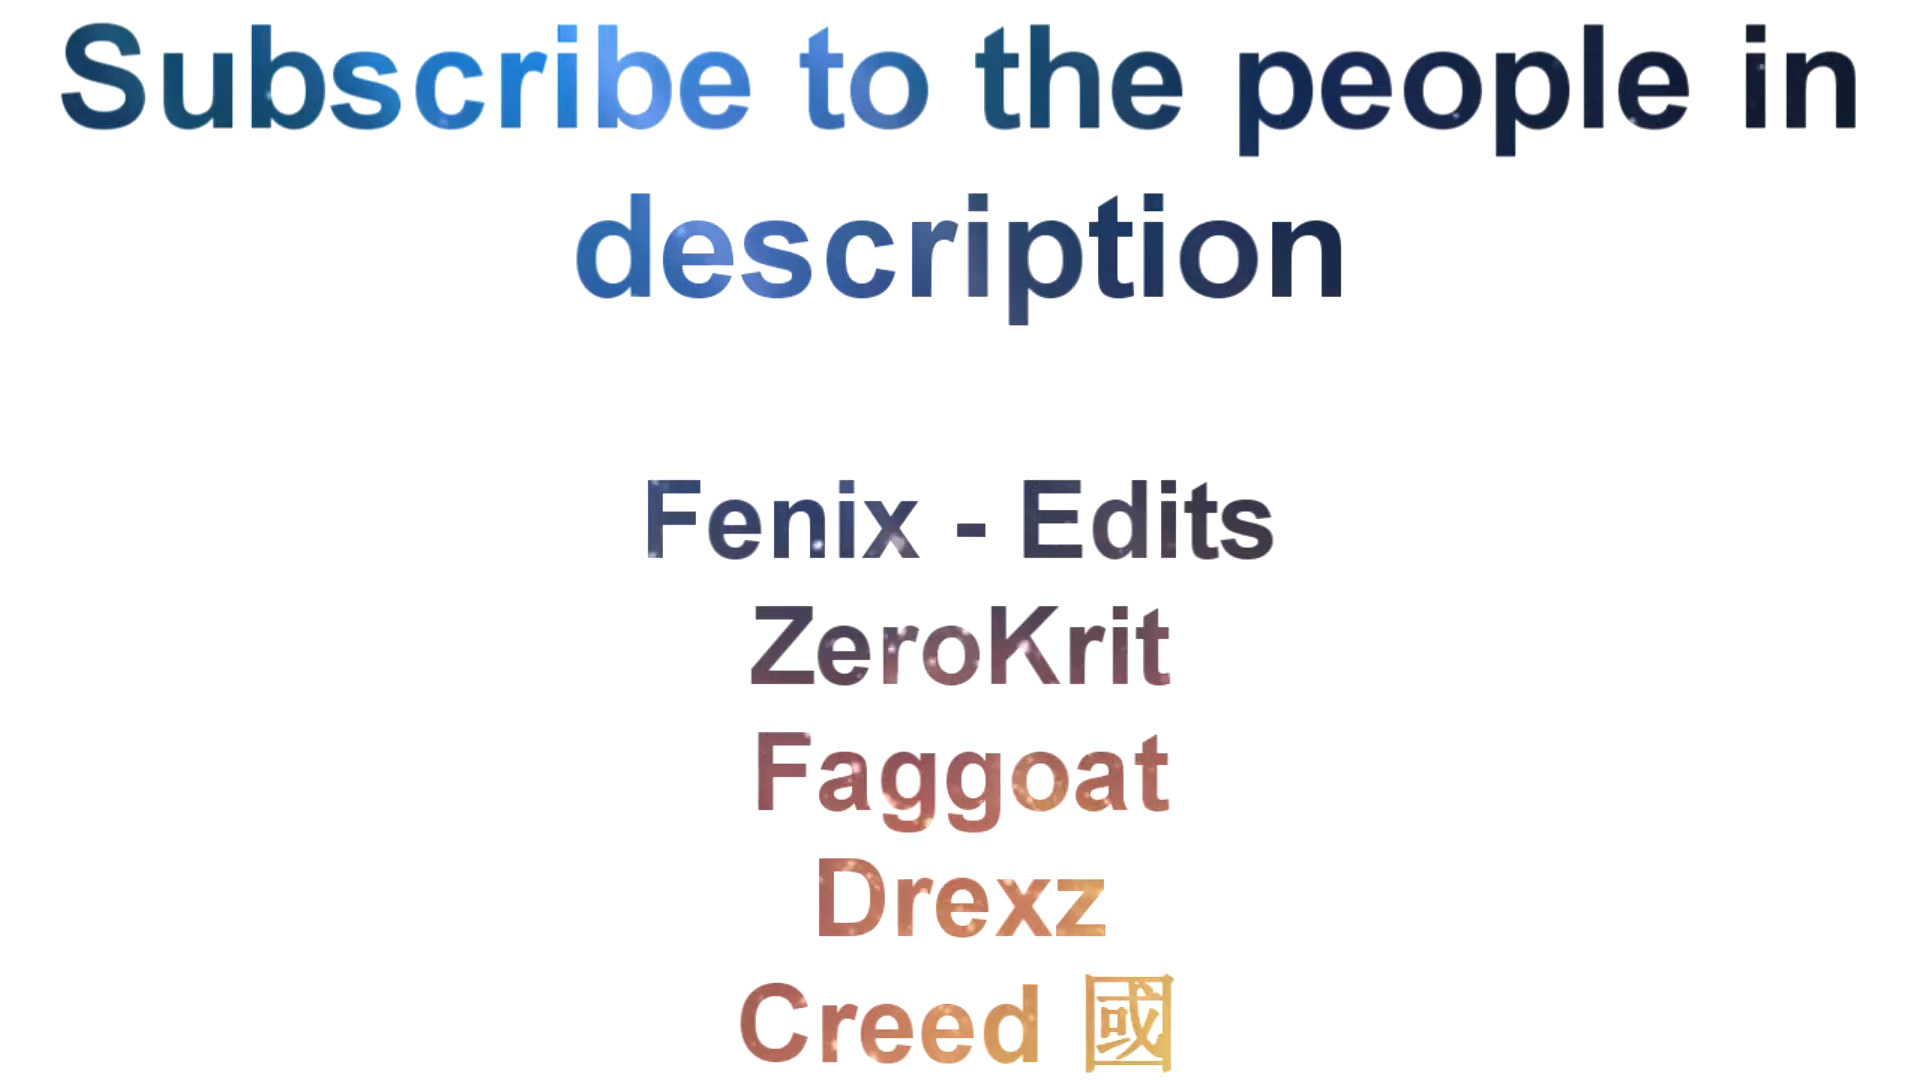 Subscribe to the people in
description
Fenix - Edits
ZeroKrit
Faggoat
Drexz
Creed 國